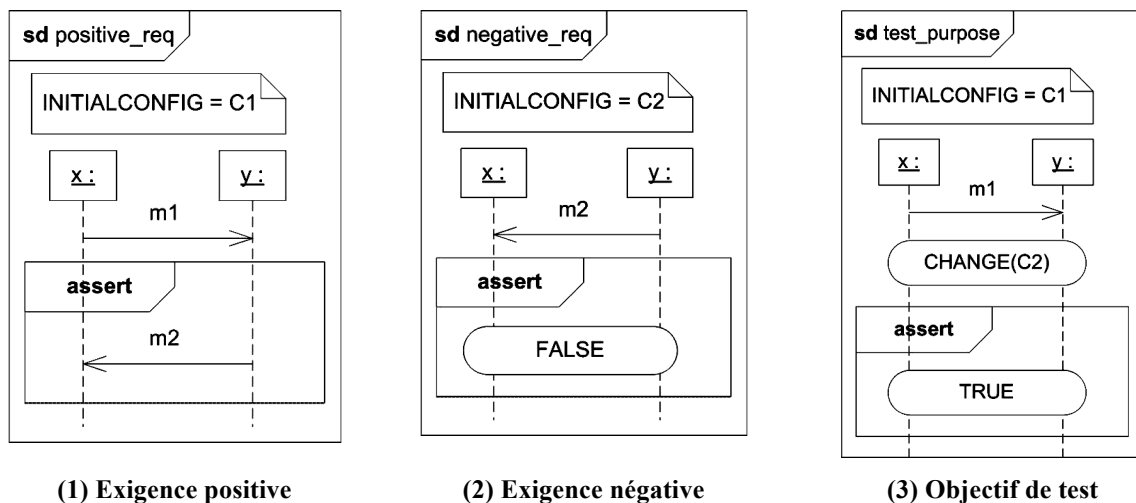 sd positive_req
INITIALCONFIG = C1
x :
y :
m1
assert
m2
(1) Exigence positive
sd negative_req
INITIALCONFIG = C2
x :
y :
m2
assert
FALSE
(2) Exigence négative
sd test_purpose
INITIALCONFIG = C1
x :
y :
m1
CHANGE(C2)
assert
TRUE
(3) Objectif de test